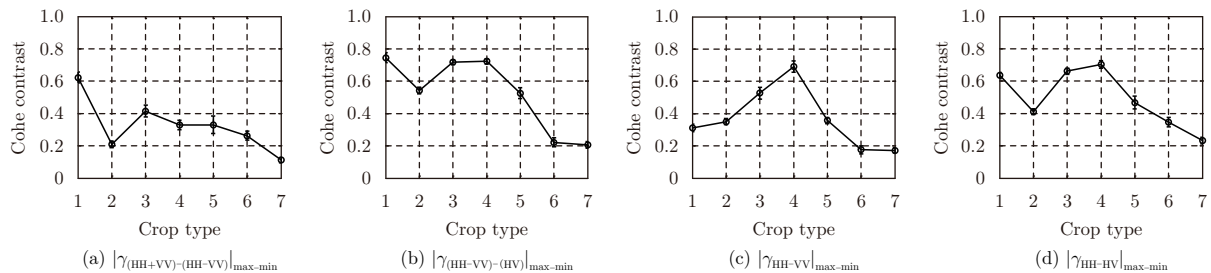 1.0 0.8 0.6 0.4 0.2 0
Cohe contrast
1 2 3 4 5 6 7
Crop type
(a) |γ(HH+VV)-(HH-VV)|max-min
1.0 0.8 0.6 0.4 0.2 0
Cohe contrast
1 2 3 4 5 6 7
Crop type
(b) |γ(HH-VV)-(HV)|max-min
1.0 0.8 0.6 0.4 0.2 0
Cohe contrast
1 2 3 4 5 6 7
Crop type
(c) |γHH-VV|max-min
1.0 0.8 0.6 0.4 0.2 0
Cohe contrast
1 2 3 4 5 6 7
Crop type
(d) |γHH-HV|max-min